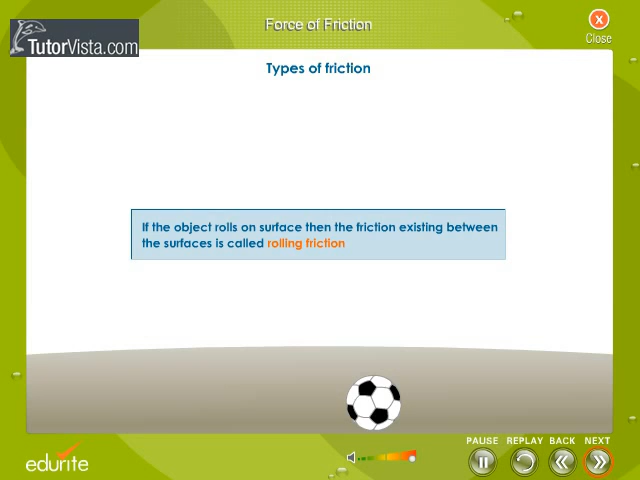 Force of Friction
X
Close
TutorVista.com
Types of friction
If the object rolls on surface then the friction existing between
the surfaces is called rolling friction
PAUSE REPLAY BACK NEXT
edurite